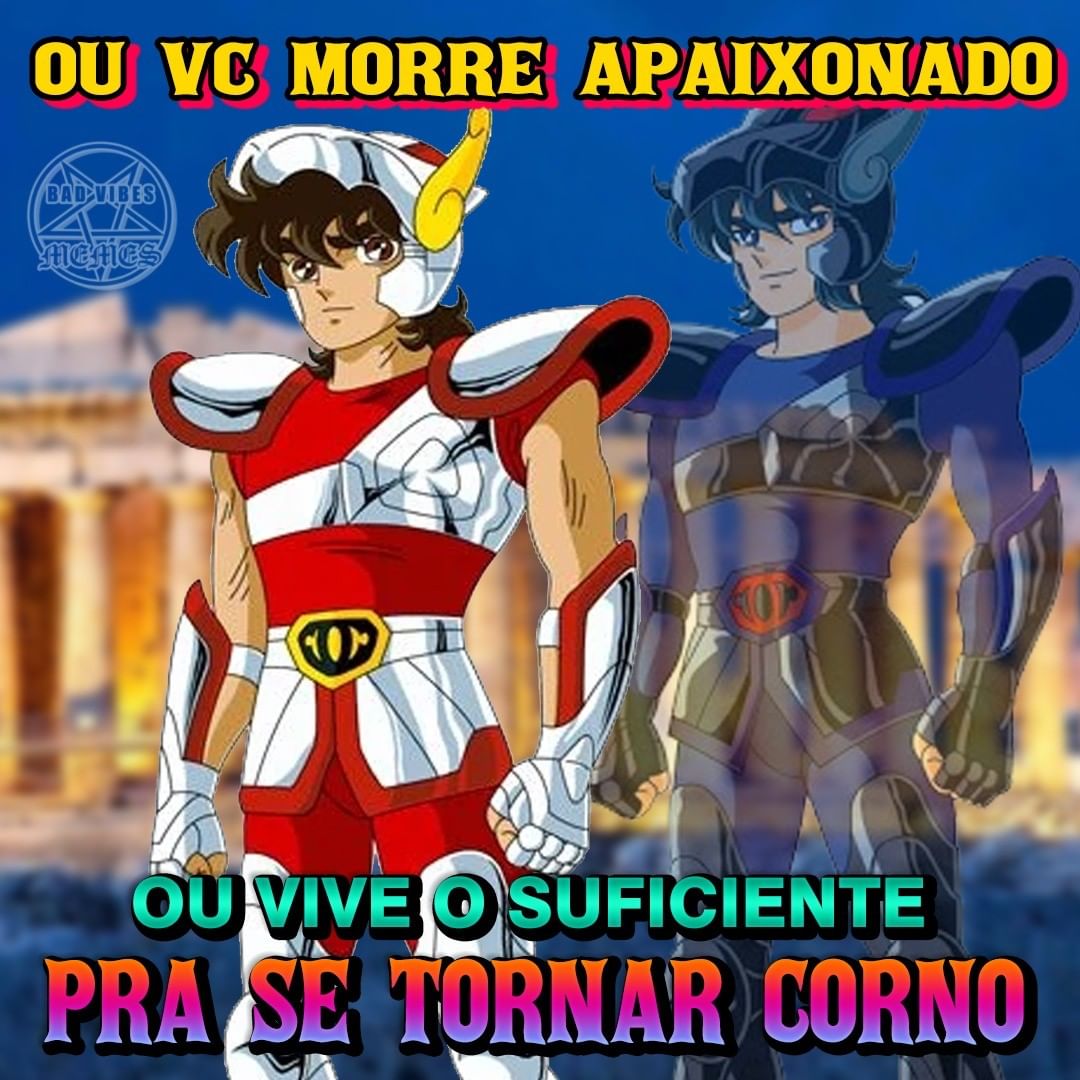 OU VC MORRE APAIXONADO
BAD VIBES
MEMES
OU VIVE O SUFICIENTE
PRA SE TORNAR CORNO